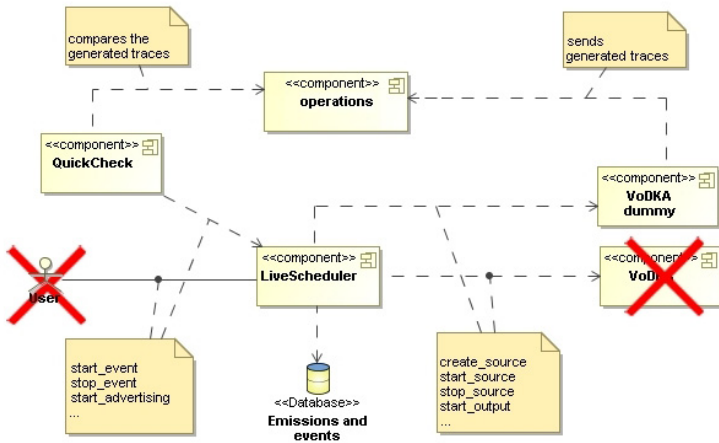 compares the
generated traces
sends
generated traces
<<component>>
operations
<<component>>
QuickCheck
<<component>>
VoDKA
dummy
<<component>>
LiveScheduler
User
start_event
stop_event
start_advertising
...
<<Database>>
Emissions and
events
create_source
start_source
stop_source
start_output
...